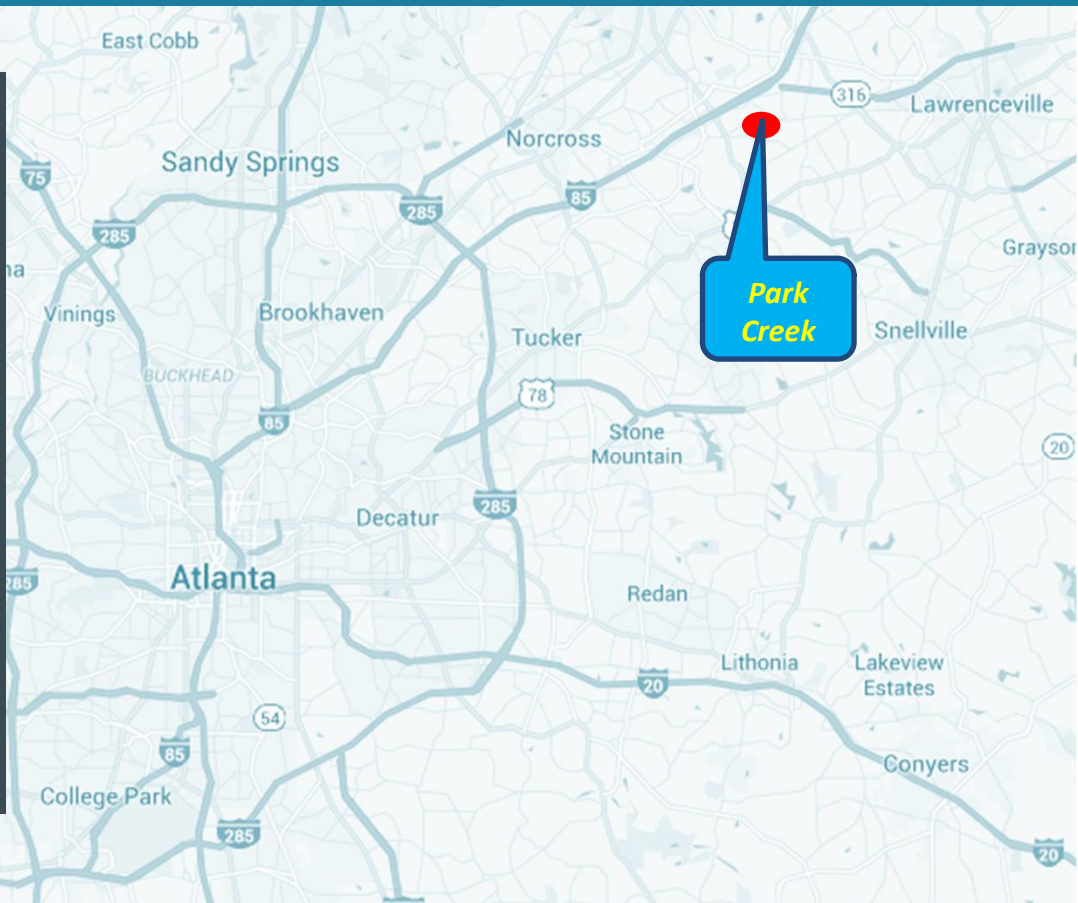 East Cobb
316
Lawrenceville
Norcross
Sandy Springs
75
85
285
285
Grayson
na
Park
Creek
Vinings
Brookhaven
Tucker
Snellville
BUCKHEAD
78
85
Stone
Mountain
20
285
Decatur
Atlanta
285
Redan
Lithonia
Lakeview
Estates
20
54
85
Conyers
College Park
285
20